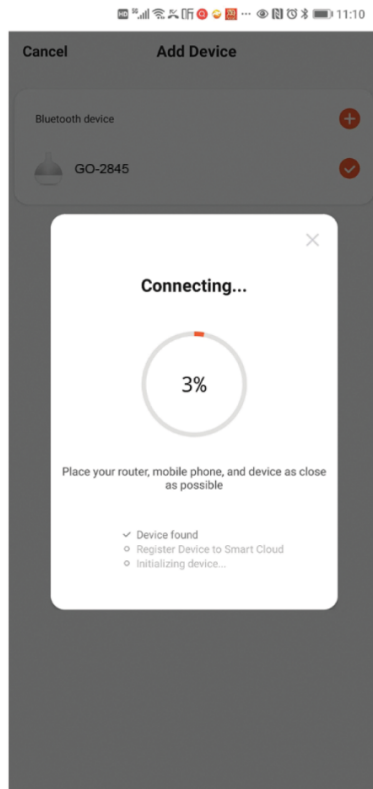 11:10
Cancel
Add Device
Bluetooth device
GO-2845
Connecting...
3%
Place your router, mobile phone, and device as close
as possible
Device found
Register Device to Smart Cloud
Initializing device...